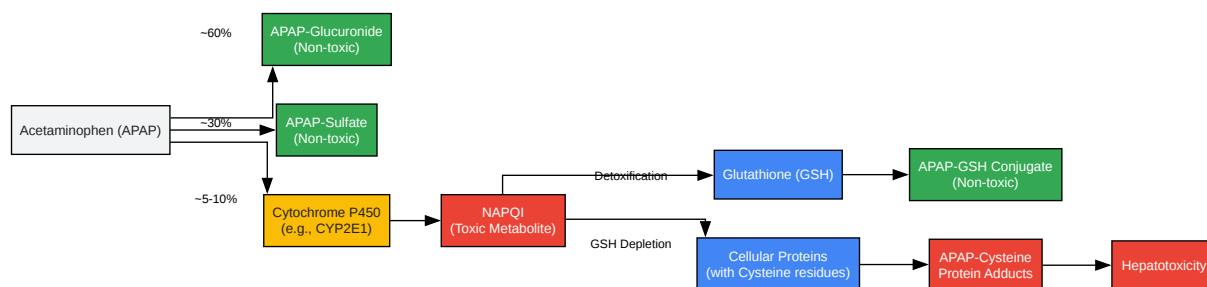 ~60%
APAP-Glucuronide
(Non-toxic)
Acetaminophen (APAP)
~30%
APAP-Sulfate
(Non-toxic)
~5-10%
Cytochrome P450
(e.g., CYP2E1)
NAPQI
(Toxic Metabolite)
Detoxification
Glutathione (GSH)
APAP-GSH Conjugate
(Non-toxic)
GSH Depletion
Cellular Proteins
(with Cysteine residues)
APAP-Cysteine
Protein Adducts
Hepatotoxicity